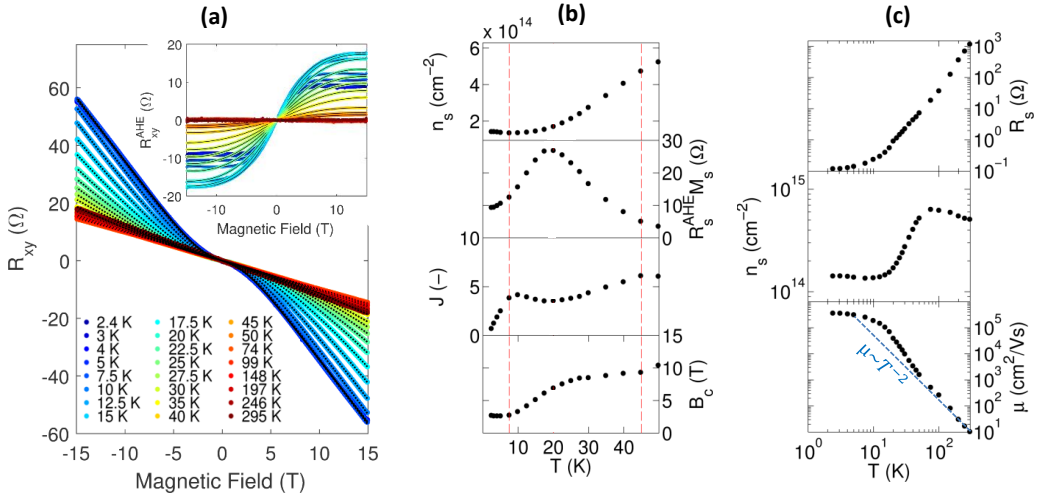 (a)
60
40
20
0
-20
-40
-60
-15
-10
-5
0
5
10
15
R_xy (Ω)
Magnetic Field (T)
20
10
0
-10
-20
-10
0
10
R_xy^AHE (Ω)
Magnetic Field (T)
2.4 K
3 K
4 K
5 K
7.5 K
10 K
12.5 K
15 K
17.5 K
20 K
22.5 K
25 K
27.5 K
30 K
35 K
40 K
45 K
50 K
74 K
99 K
148 K
197 K
246 K
295 K
(b)
x 10^14
6
4
2
n_s (cm^-2)
30
20
10
0
R_s^AHE M_s (Ω)
10
5
0
J (–)
15
10
5
0
B_c (T)
0
10
20
30
40
T (K)
(c)
10^3
10^2
10^1
10^0
10^-1
R_s (Ω)
10^15
10^14
n_s (cm^-2)
10^5
10^4
10^3
10^2
10^1
μ (cm^2/Vs)
μ~T^-2
10^0
10^1
10^2
T (K)